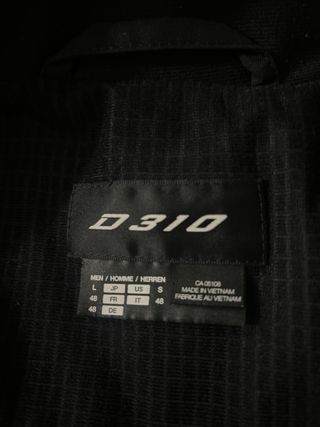 D310
MEN / HOMME / HERREN
L JP US S
48 FR IT 48
48 DE
CA 05108
MADE IN VIETNAM
FABRIQUE AU VIETNAM